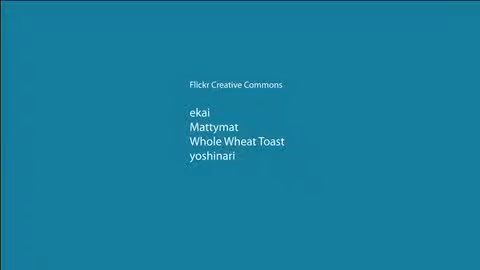 Flickr Creative Commons
ekai
Mattymat
Whole Wheat Toast
yoshinari